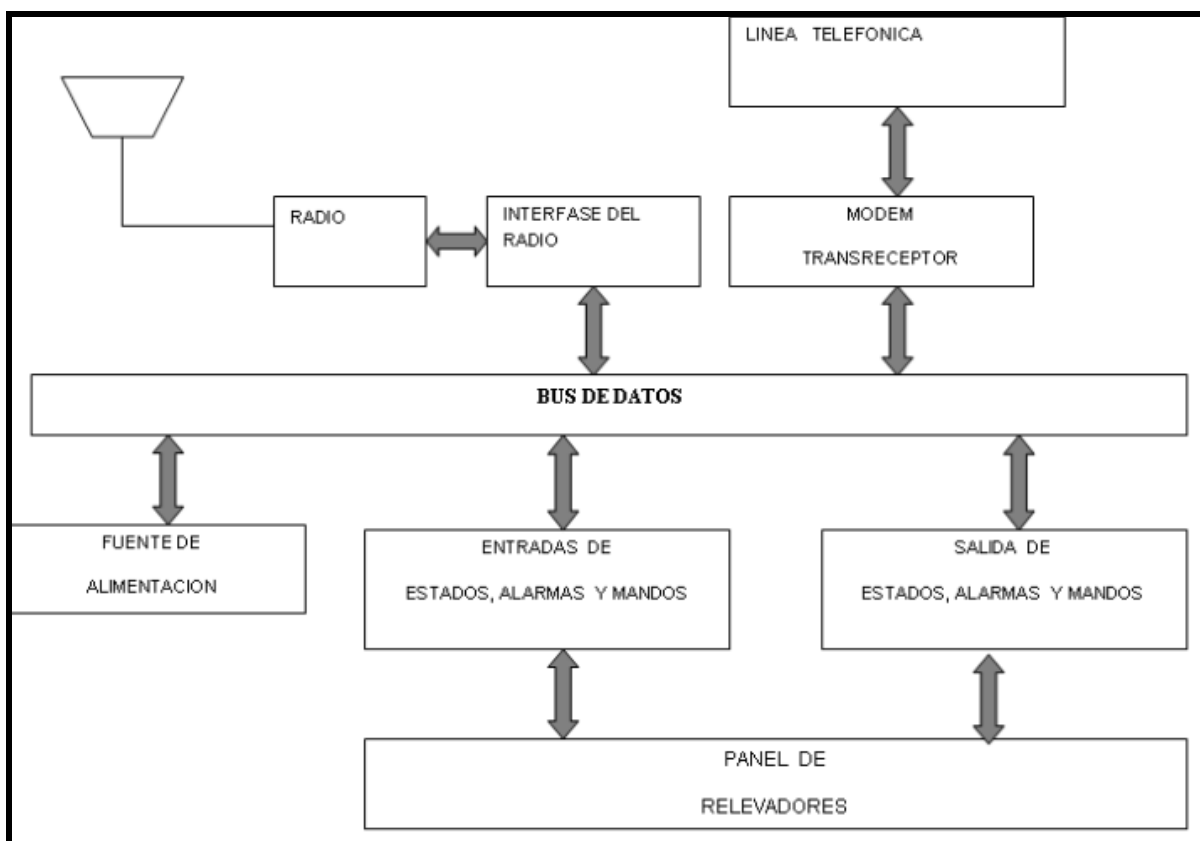 LINEA TELEFONICA
RADIO
INTERFASE DEL
RADIO
MODEM
TRANSRECEPTOR
BUS DE DATOS
FUENTE DE
ALIMENTACION
ENTRADAS DE
ESTADOS, ALARMAS Y MANDOS
SALIDA DE
ESTADOS, ALARMAS Y MANDOS
PANEL DE
RELEVADORES